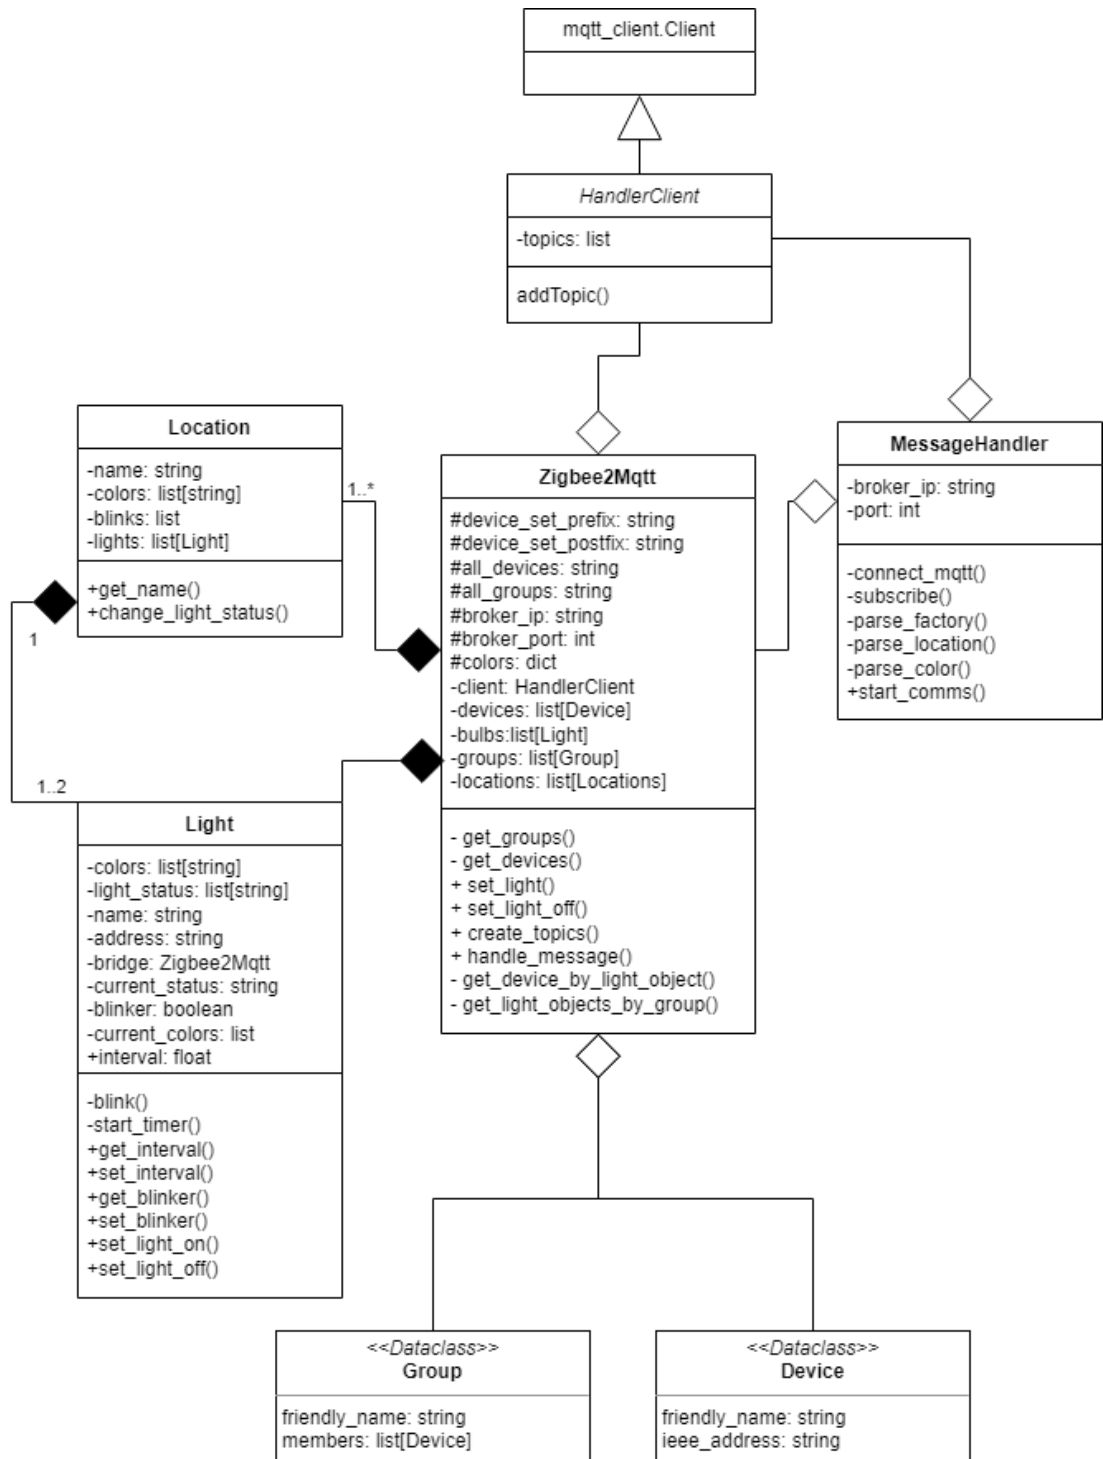 mqtt_client.Client
HandlerClient
-topics: list
addTopic()
Location
-name: string
-colors: list[string]
-blinks: list
-lights: list[Light]
+get_name()
+change_light_status()
1..*
1
1..2
Zigbee2Mqtt
#device_set_prefix: string
#device_set_postfix: string
#all_devices: string
#all_groups: string
#broker_ip: string
#broker_port: int
#colors: dict
-client: HandlerClient
-devices: list[Device]
-bulbs:list[Light]
-groups: list[Group]
-locations: list[Locations]
- get_groups()
- get_devices()
+ set_light()
+ set_light_off()
+ create_topics()
+ handle_message()
- get_device_by_light_object()
- get_light_objects_by_group()
MessageHandler
-broker_ip: string
-port: int
-connect_mqtt()
-subscribe()
-parse_factory()
-parse_location()
-parse_color()
+start_comms()
Light
-colors: list[string]
-light_status: list[string]
-name: string
-address: string
-bridge: Zigbee2Mqtt
-current_status: string
-blinker: boolean
-current_colors: list
+interval: float
-blink()
-start_timer()
+get_interval()
+set_interval()
+get_blinker()
+set_blinker()
+set_light_on()
+set_light_off()
<<Dataclass>>
Group
friendly_name: string
members: list[Device]
<<Dataclass>>
Device
friendly_name: string
ieee_address: string